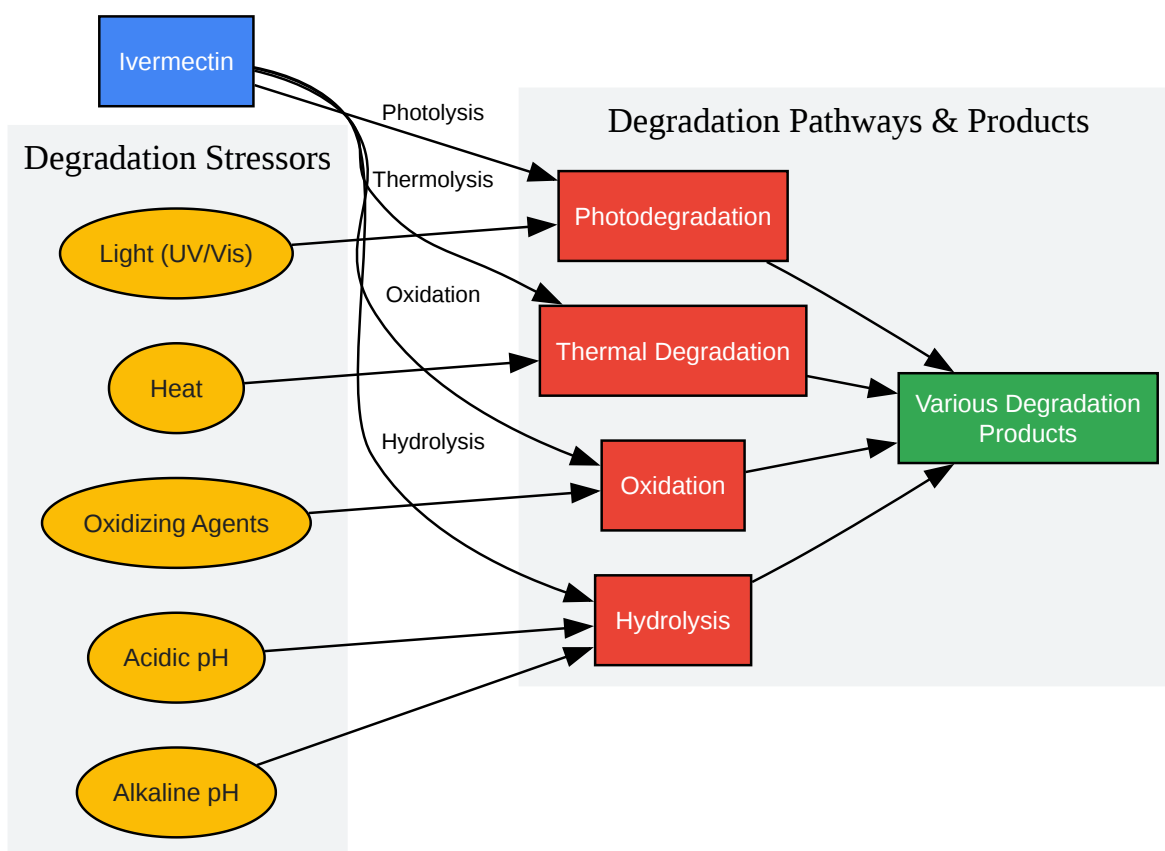 Ivermectin
Degradation Stressors
Light (UV/Vis)
Heat
Oxidizing Agents
Acidic pH
Alkaline pH
Photolysis
Thermolysis
Oxidation
Hydrolysis
Degradation Pathways & Products
Photodegradation
Thermal Degradation
Oxidation
Hydrolysis
Various Degradation
Products